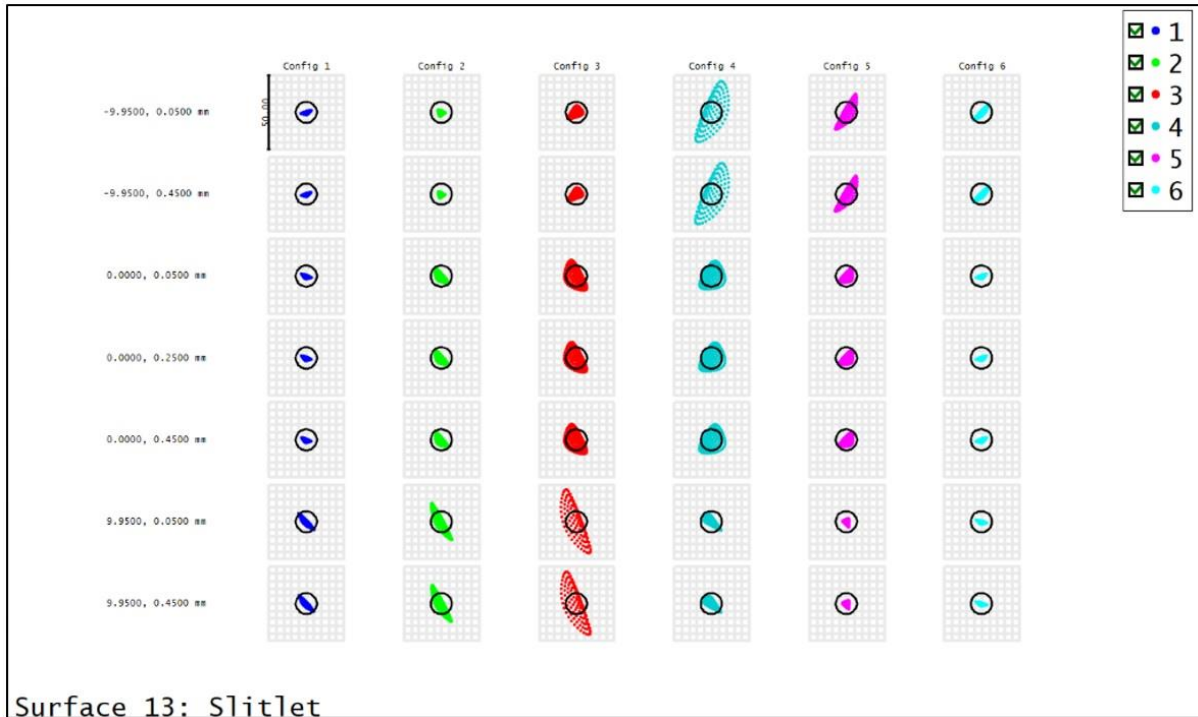 1
2
3
4
5
6
Config 1 Config 2 Config 3 Config 4 Config 5 Config 6
50.00
-9.9500, 0.0500 mm
-9.9500, 0.4500 mm
0.0000, 0.0500 mm
0.0000, 0.2500 mm
0.0000, 0.4500 mm
9.9500, 0.0500 mm
9.9500, 0.4500 mm
Surface 13: Slitlet